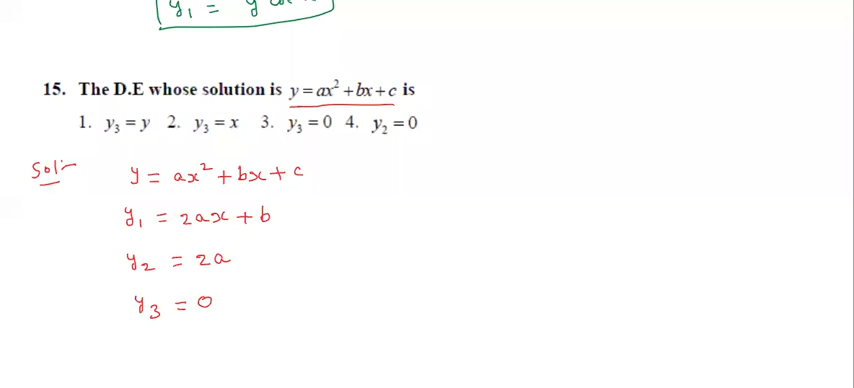 y₁ = y
15. The D.E whose solution is y = ax² + bx + c is
1. y₃ = y 2. y₃ = x 3. y₃ = 0 4. y₂ = 0
Sol:-
y = ax² + bx + c
y₁ = 2ax + b
y₂ = 2a
y₃ = 0